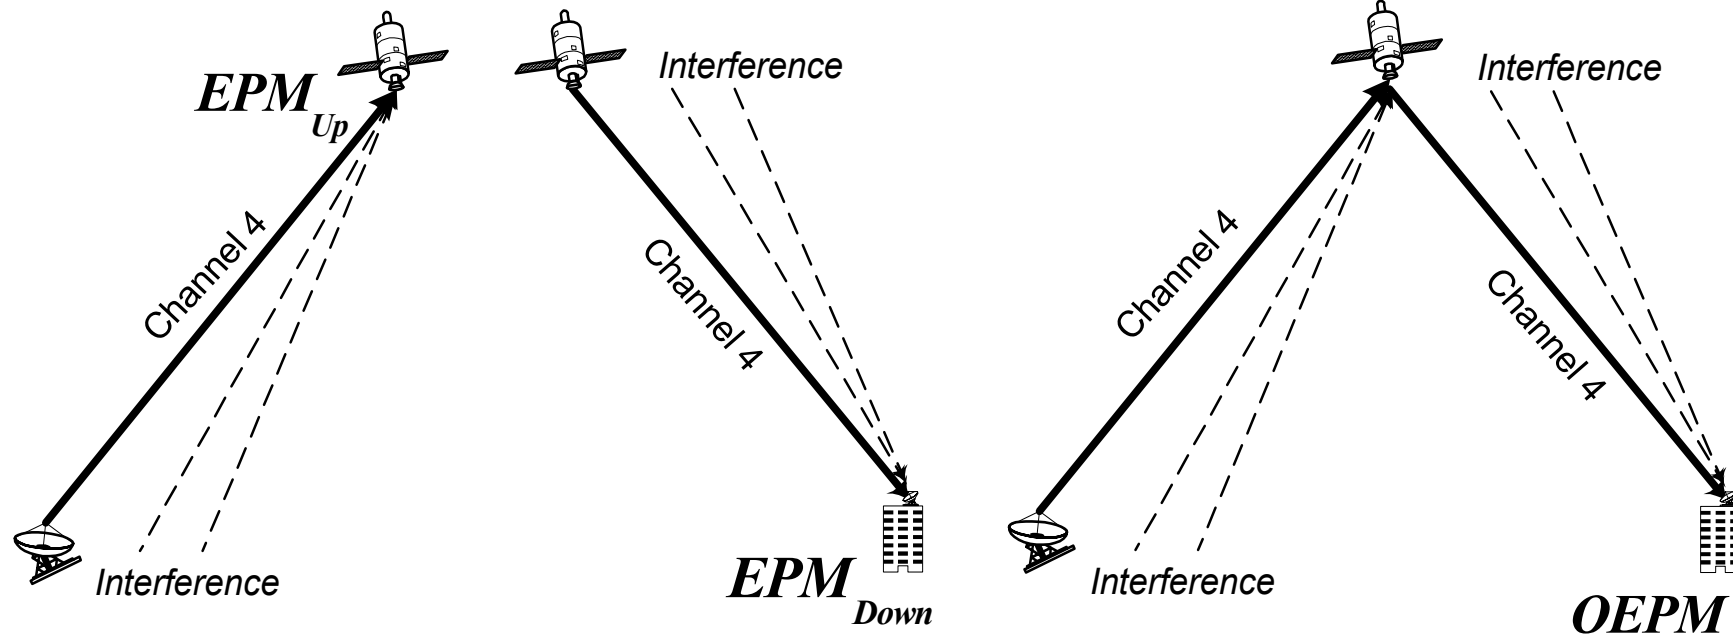 EPM Up
Channel 4
Interference
Interference
Channel 4
EPM Down
Interference
Channel 4
Channel 4
Interference
OEPM